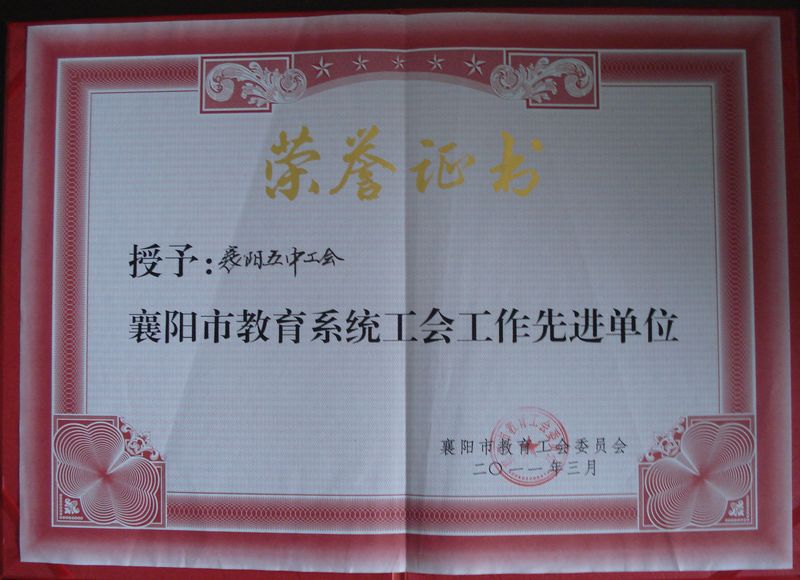 荣誉证书
授予:襄阳五中工会
襄阳市教育系统工会工作先进单位
襄阳市教育工会委员会
二〇一一年三月